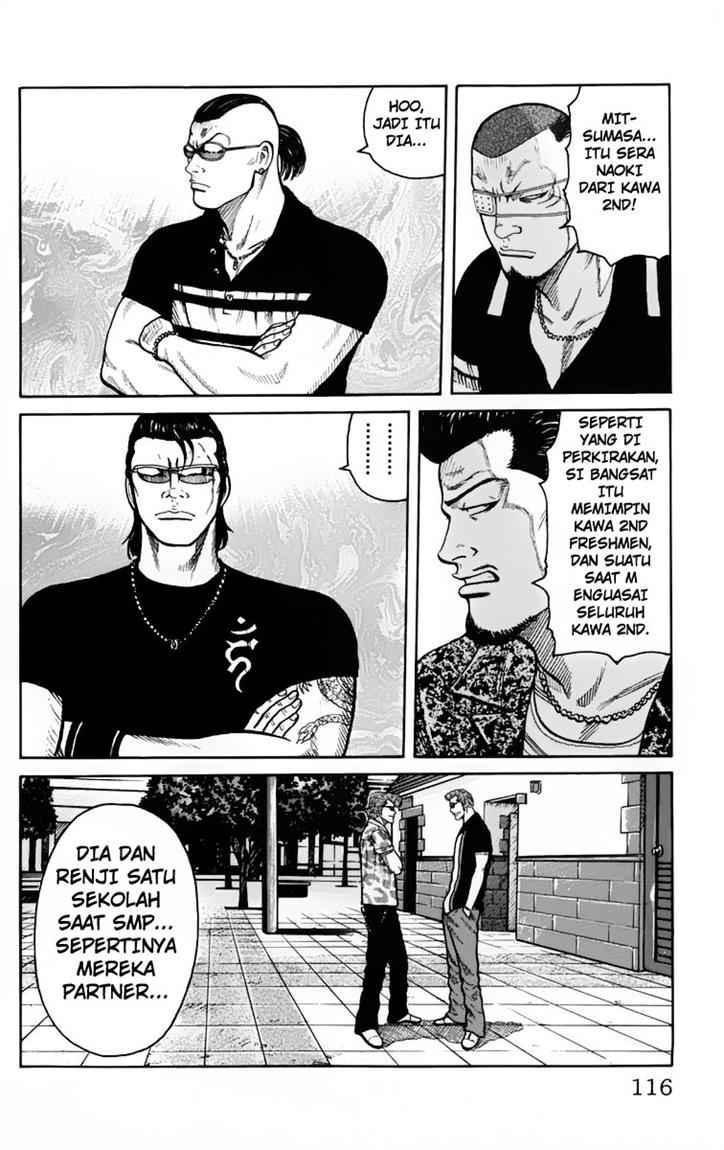 MIT-
SUMASA...
ITU SERA
NAOKI
DARI KAWA
2ND!
HOO,
JADI ITU
DIA...
SEPERTI
YANG DI
PERKIRAKAN,
SI BANGSAT
ITU
MEMIMPIN
KAWA 2ND
FRESHMEN,
DAN SUATU
SAAT M
ENGUASAI
SELURUH
KAWA 2ND.
DIA DAN
RENJI SATU
SEKOLAH
SAAT SMP...
SEPERTINYA
MEREKA
PARTNER...
116